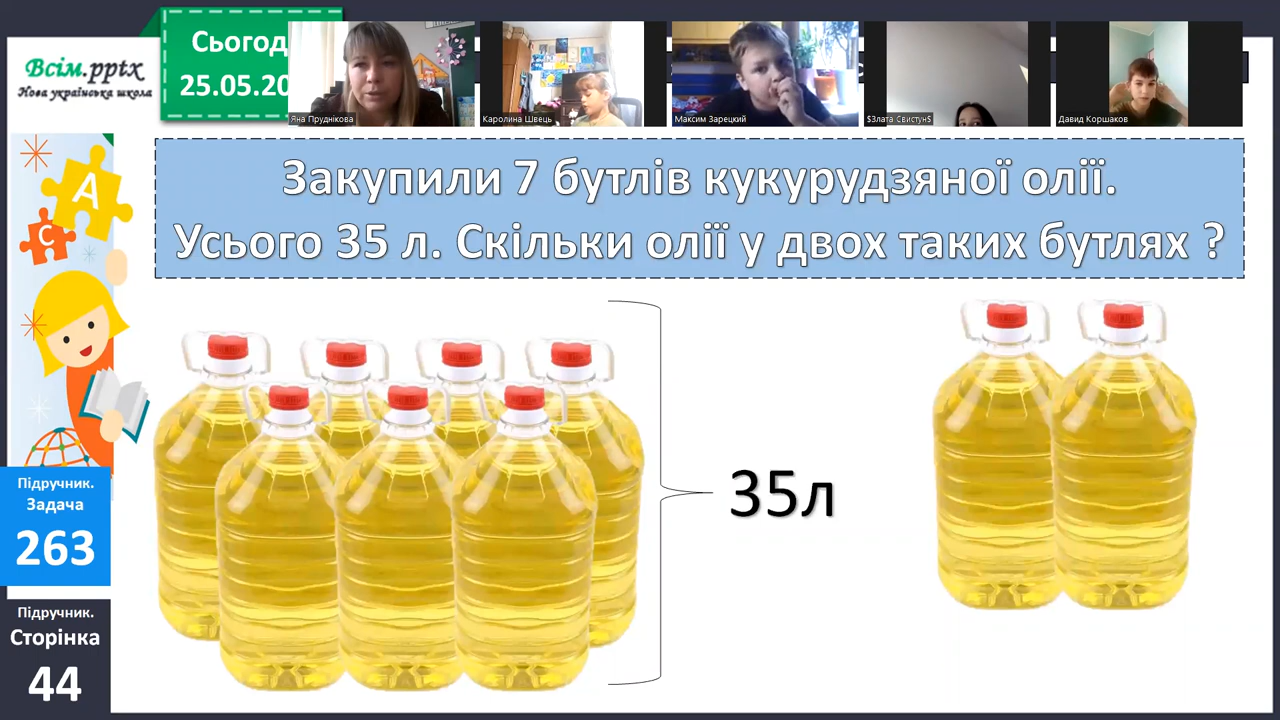 Всім.pptx
Нова українська школа
Сьогод
25.05.20
Яна Пруднікова
Каролина Швець
Максим Зарецкий
$Злата Свистун$
Давид Коршаков
Закупили 7 бутлів кукурудзяної олії.
Усього 35 л. Скільки олії у двох таких бутлях ?
А
С
35л
Підручник.
Задача
263
Підручник.
Сторінка
44